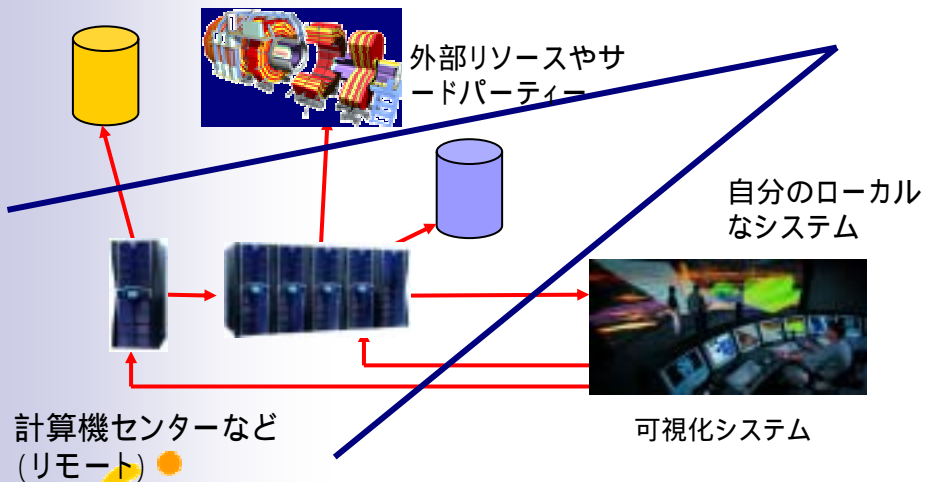 外部リソースやサ
ードパーティー
自分のローカル
なシステム
可視化システム
計算機センターなど
(リモート)